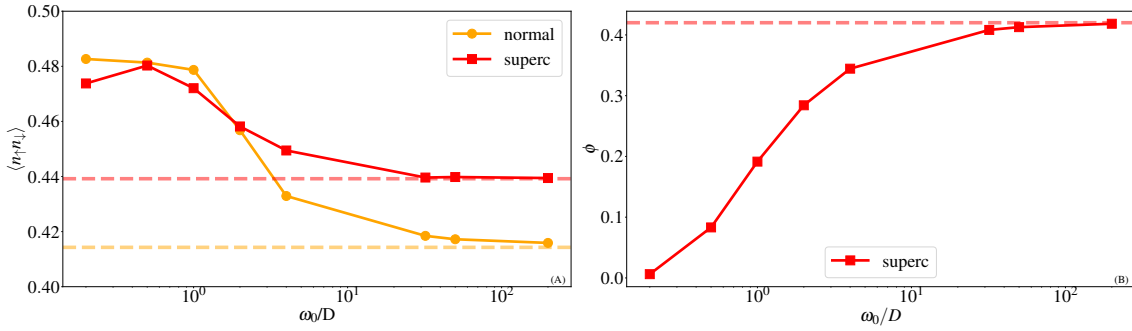 0.50
0.48
0.46
0.44
0.42
0.40
⟨n↑n↓⟩
normal
superc
(A)
10⁰
10¹
10²
ω₀/D
0.4
0.3
0.2
0.1
0.0
ϕ
superc
(B)
10⁰
10¹
10²
ω₀/D